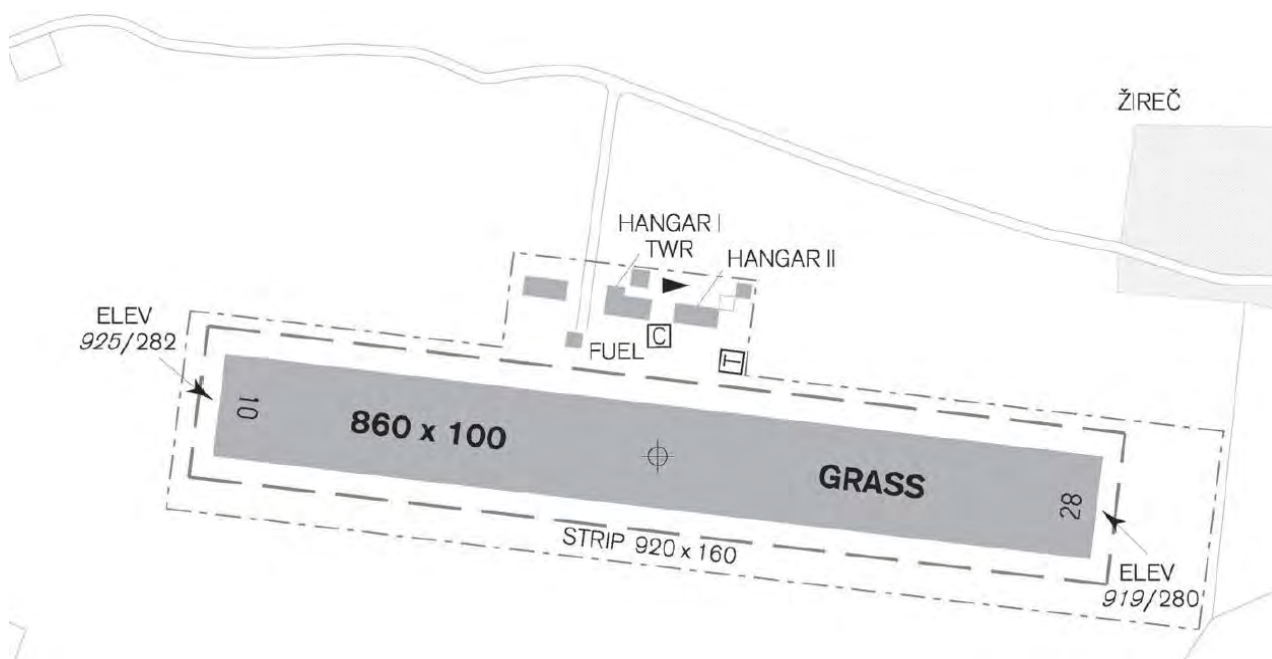 ŽIREČ
HANGAR I
TWR
HANGAR II
ELEV
925/282
C
FUEL
T
10
860 x 100
GRASS
28
STRIP 920 x 160
ELEV
919/280